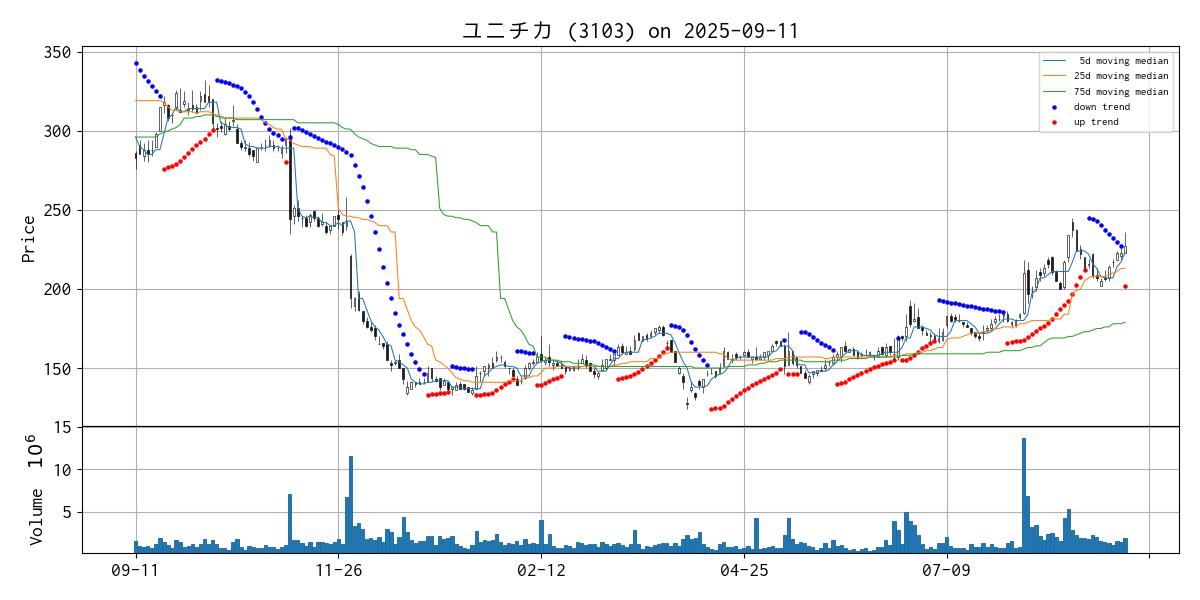 ユニチカ (3103) on 2025-09-11
350
300
250
200
150
Price
5d moving median
25d moving median
75d moving median
down trend
up trend
15
10
5
Volume 10^6
09-11
11-26
02-12
04-25
07-09